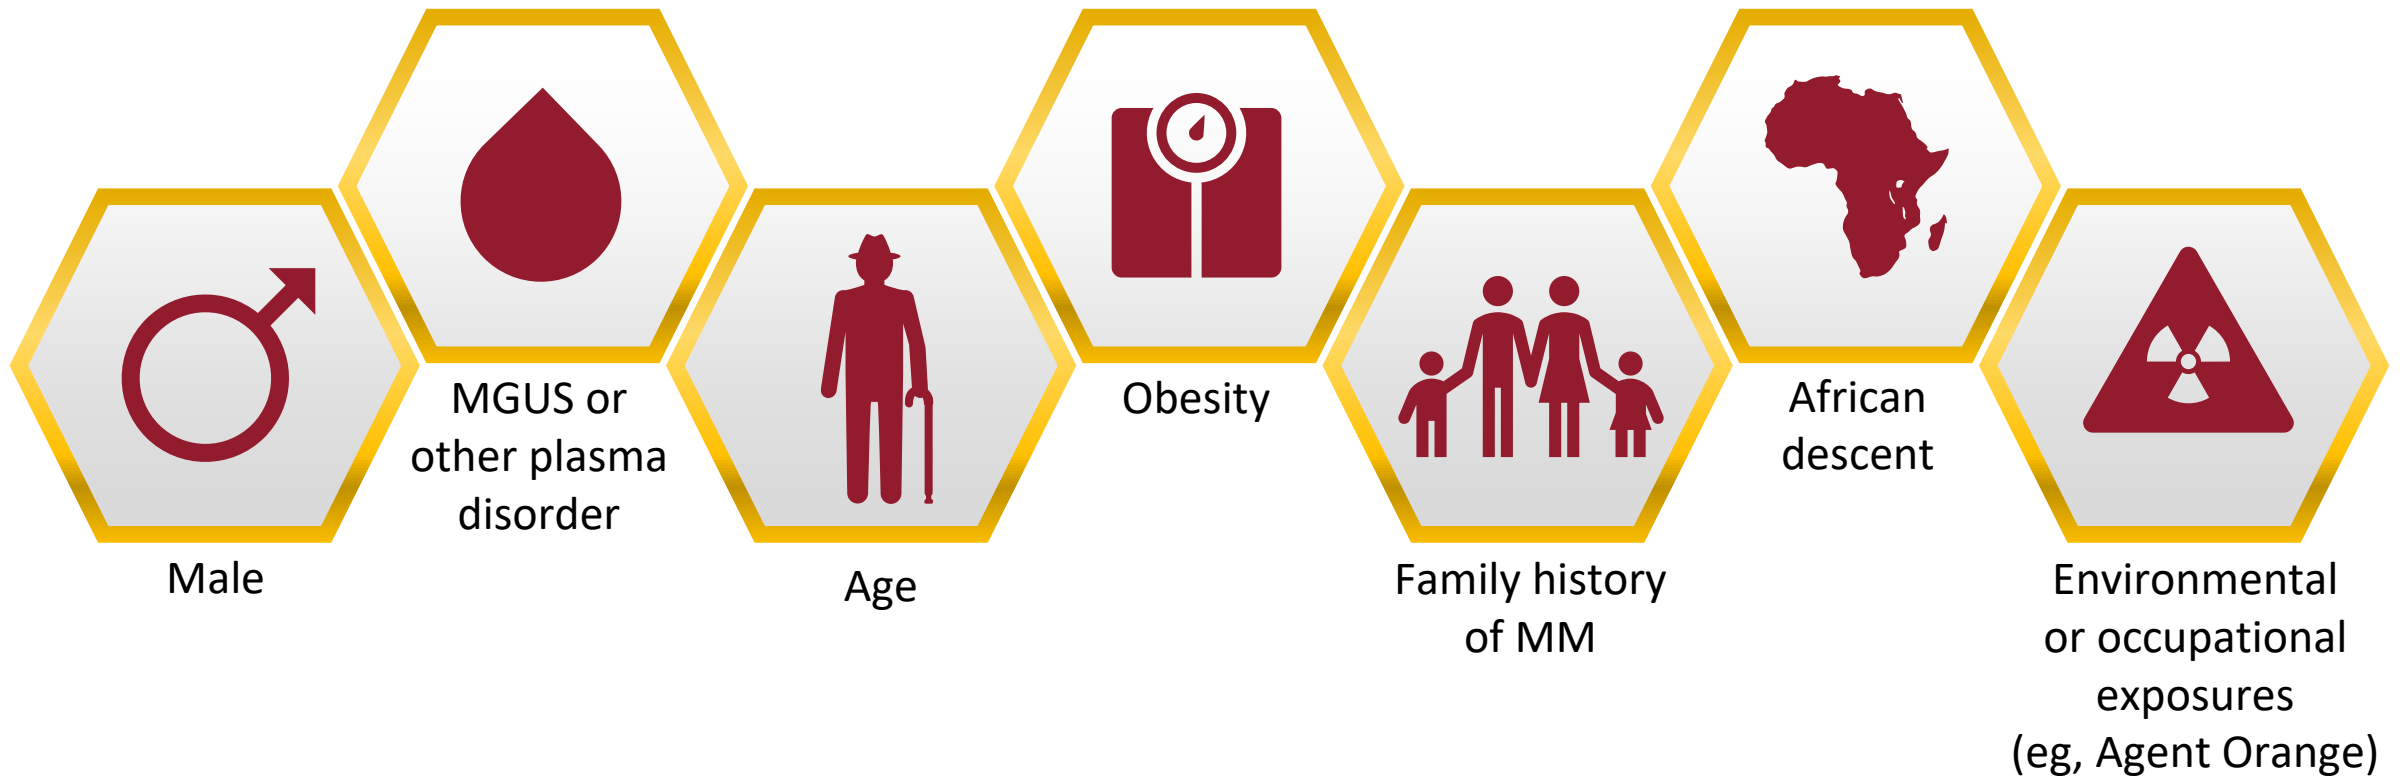 Male
MGUS or
other plasma
disorder
Age
Obesity
Family history
of MM
African
descent
Environmental
or occupational
exposures
(eg, Agent Orange)